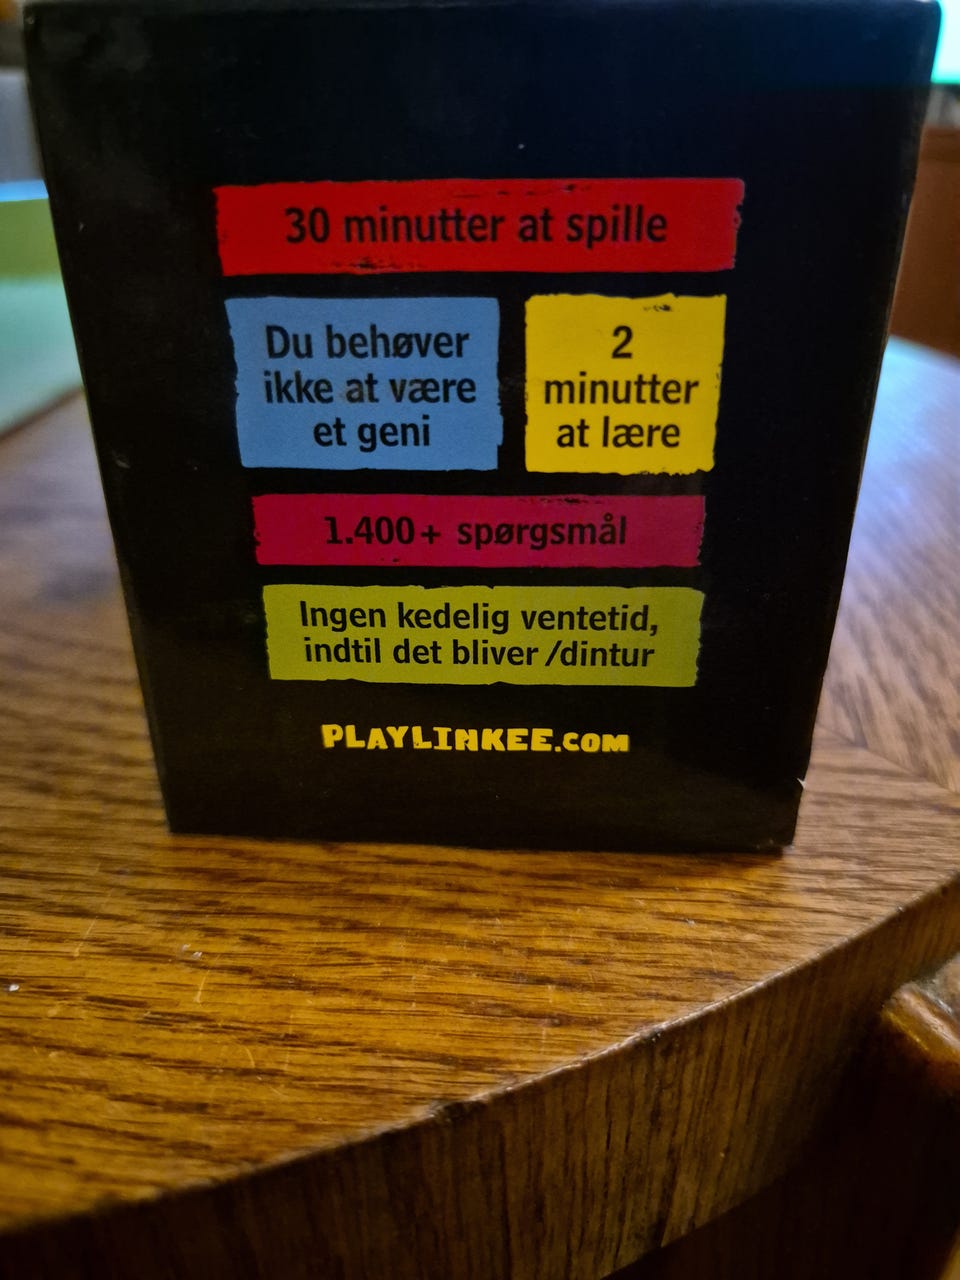 30 minutter at spille
Du behøver
ikke at være
et geni
2
minutter
at lære
1.400+ spørgsmål
Ingen kedelig ventetid,
indtil det bliver /dintur
PLAYLINKEE.COM